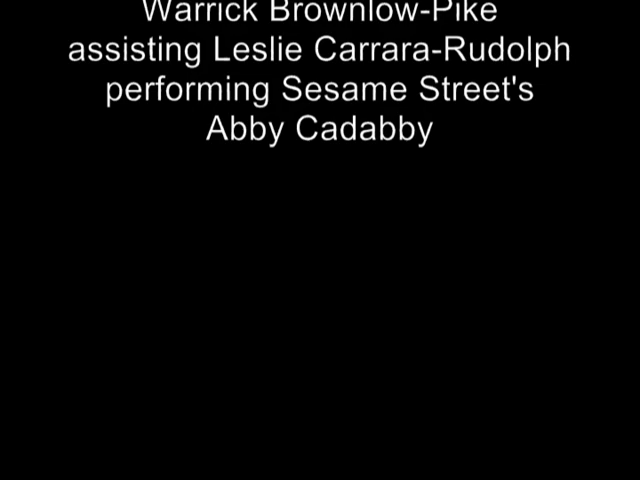 Warrick Brownlow-Pike
assisting Leslie Carrara-Rudolph
performing Sesame Street's
Abby Cadabby